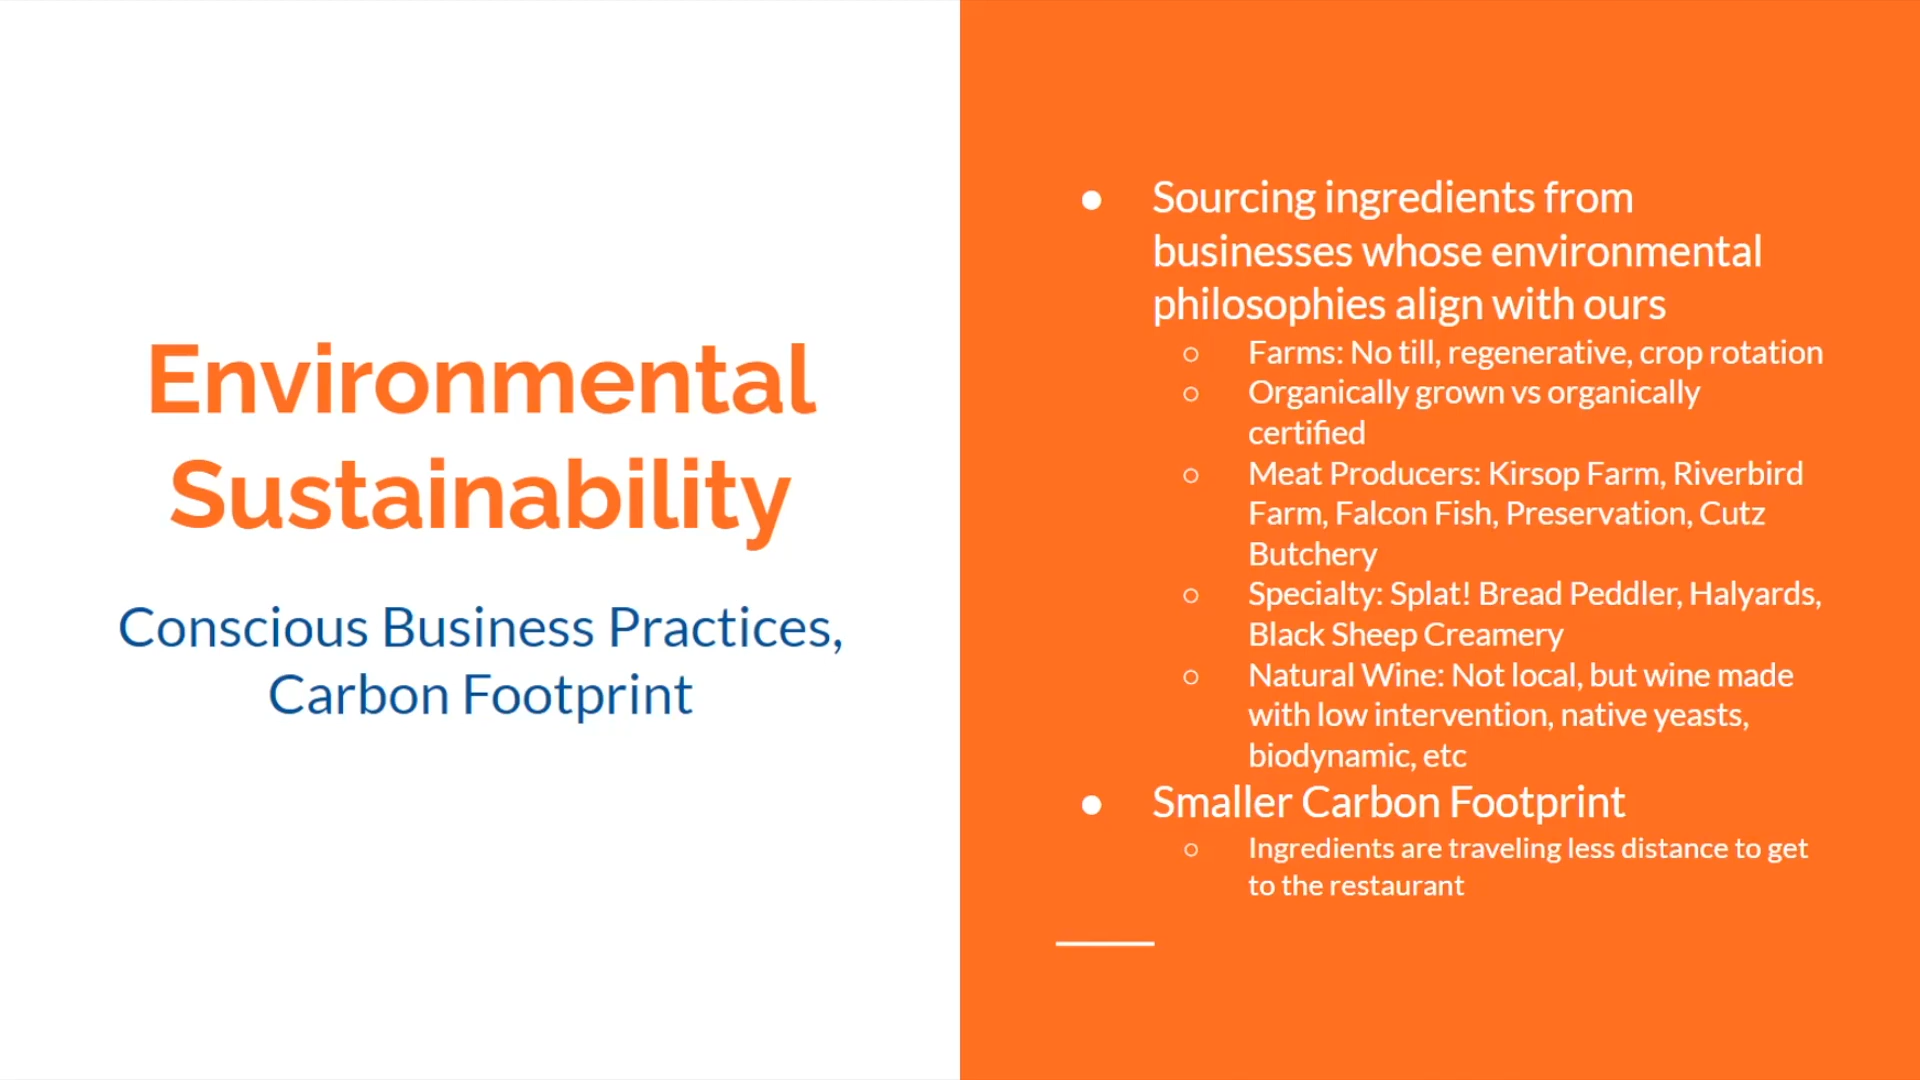 Environmental
Sustainability
Conscious Business Practices,
Carbon Footprint
● Sourcing ingredients from
businesses whose environmental
philosophies align with ours
○ Farms: No till, regenerative, crop rotation
○ Organically grown vs organically
certified
○ Meat Producers: Kirsop Farm, Riverbird
Farm, Falcon Fish, Preservation, Cutz
Butchery
○ Specialty: Splat! Bread Peddler, Halyards,
Black Sheep Creamery
○ Natural Wine: Not local, but wine made
with low intervention, native yeasts,
biodynamic, etc
● Smaller Carbon Footprint
○ Ingredients are traveling less distance to get
to the restaurant